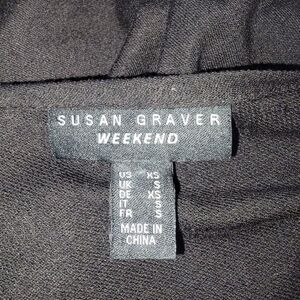 SUSAN GRAVER
WEEKEND
US XS
UK S
DE XS
IT S
FR S
MADE IN
CHINA